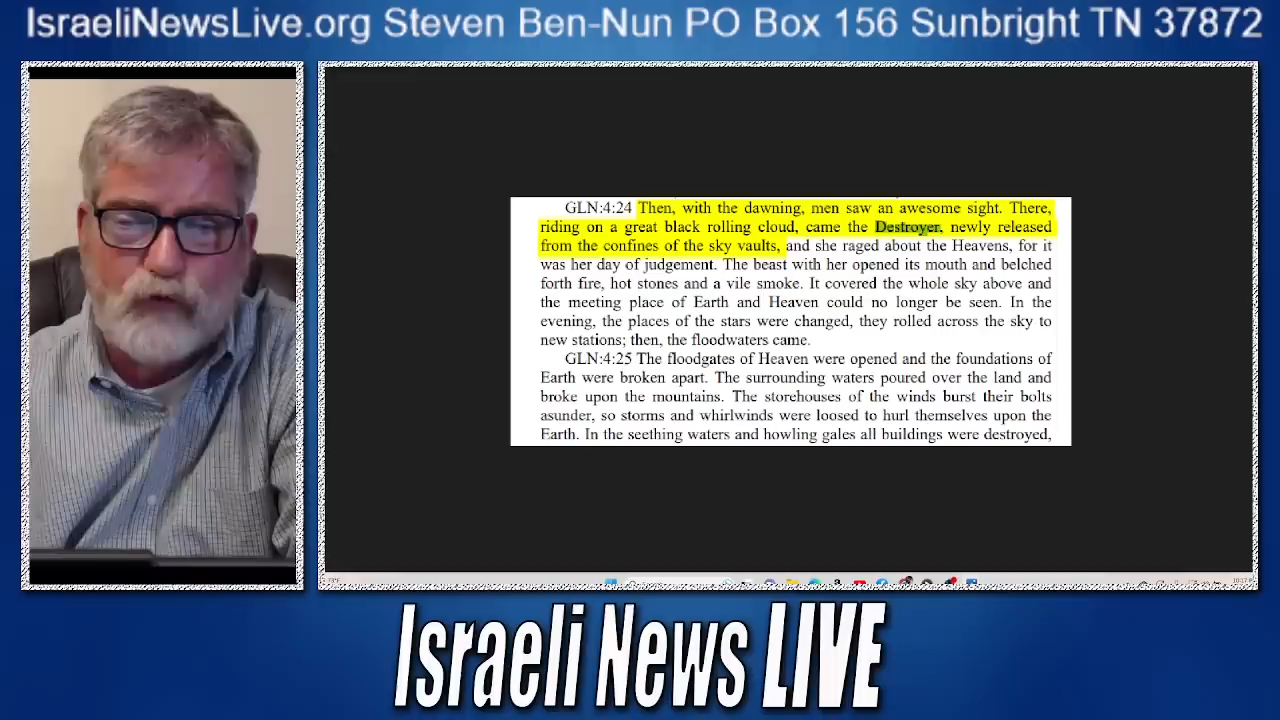 IsraeliNewsLive.org Steven Ben-Nun PO Box 156 Sunbright TN 37872
GLN:4:24 Then, with the dawning, men saw an awesome sight. There,
riding on a great black rolling cloud, came the Destroyer, newly released
from the confines of the sky vaults, and she raged about the Heavens, for it
was her day of judgement. The beast with her opened its mouth and belched
forth fire, hot stones and a vile smoke. It covered the whole sky above and
the meeting place of Earth and Heaven could no longer be seen. In the
evening, the places of the stars were changed, they rolled across the sky to
new stations; then, the floodwaters came.
GLN:4:25 The floodgates of Heaven were opened and the foundations of
Earth were broken apart. The surrounding waters poured over the land and
broke upon the mountains. The storehouses of the winds burst their bolts
asunder, so storms and whirlwinds were loosed to hurl themselves upon the
Earth. In the seething waters and howling gales all buildings were destroyed,
Israeli News LIVE